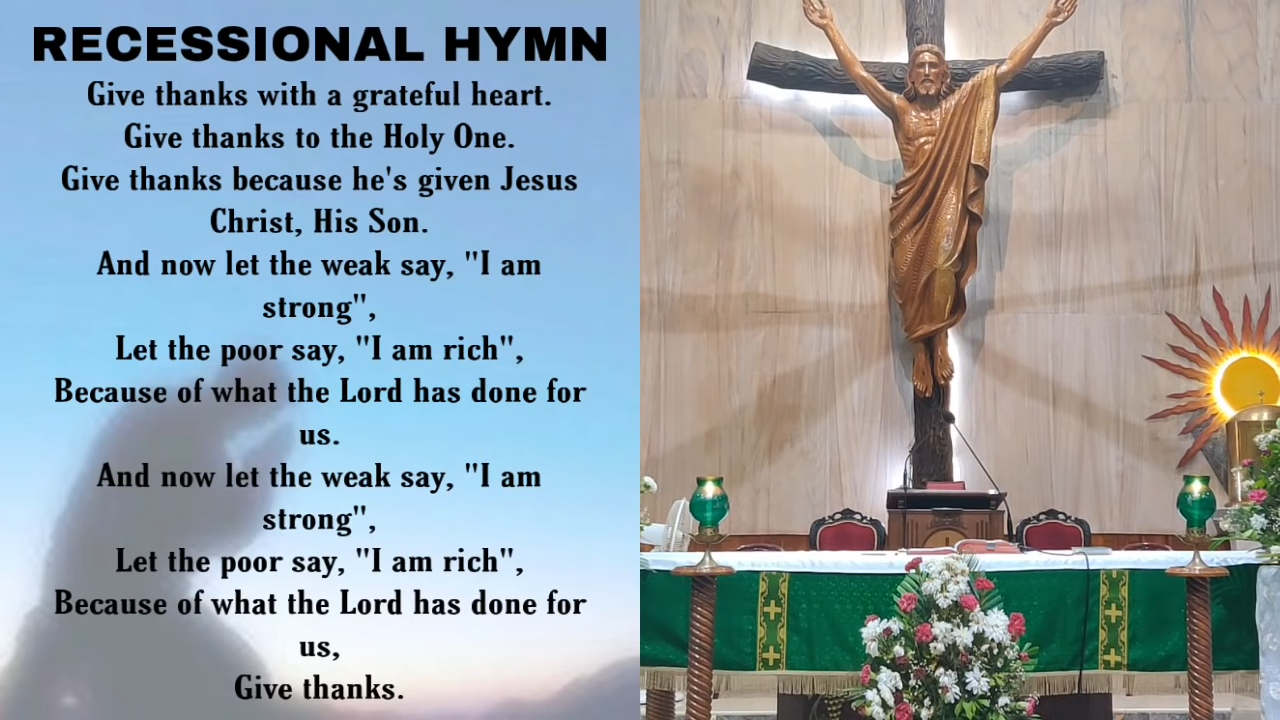 RECESSIONAL HYMN
Give thanks with a grateful heart.
Give thanks to the Holy One.
Give thanks because he's given Jesus
Christ, His Son.
And now let the weak say, "I am
strong",
Let the poor say, "I am rich",
Because of what the Lord has done for
us.
And now let the weak say, "I am
strong",
Let the poor say, "I am rich",
Because of what the Lord has done for
us,
Give thanks.